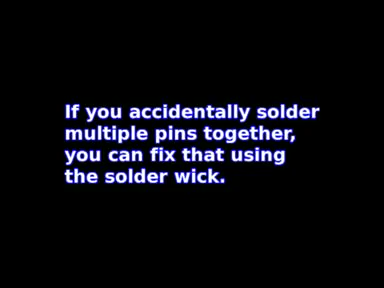 If you accidentally solder
multiple pins together,
you can fix that using
the solder wick.